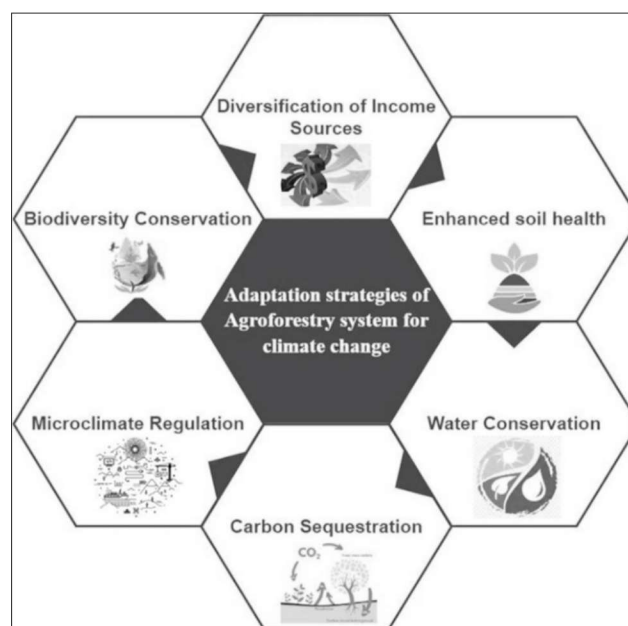 Diversification of Income
Sources
Biodiversity Conservation
Enhanced soil health
Adaptation strategies of
Agroforestry system for
climate change
Microclimate Regulation
Water Conservation
Carbon Sequestration
CO₂